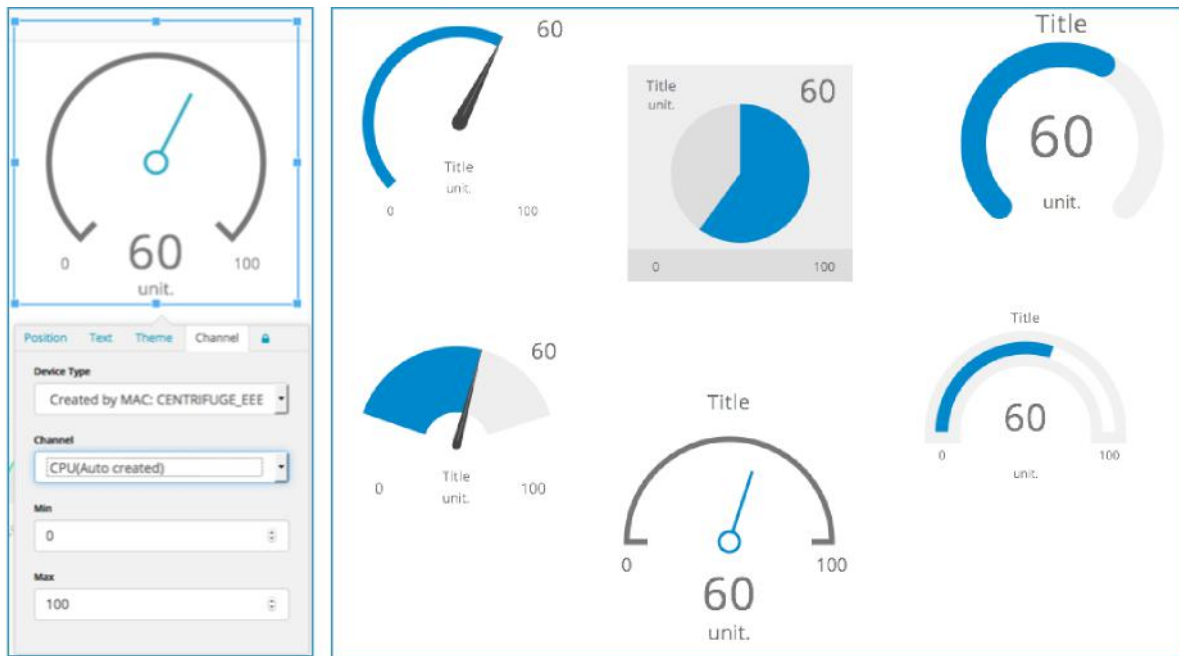 0
60
100
unit.
Position Text Theme Channel
Device Type
Created by MAC: CENTRIFUGE_EEE
Channel
CPU(Auto created)
Min
0
Max
100
60
Title
unit.
0 100
Title
unit.
60
0 100
Title
60
unit.
60
Title
unit.
0 100
Title
0 100
60
unit.
Title
60
0 100
unit.